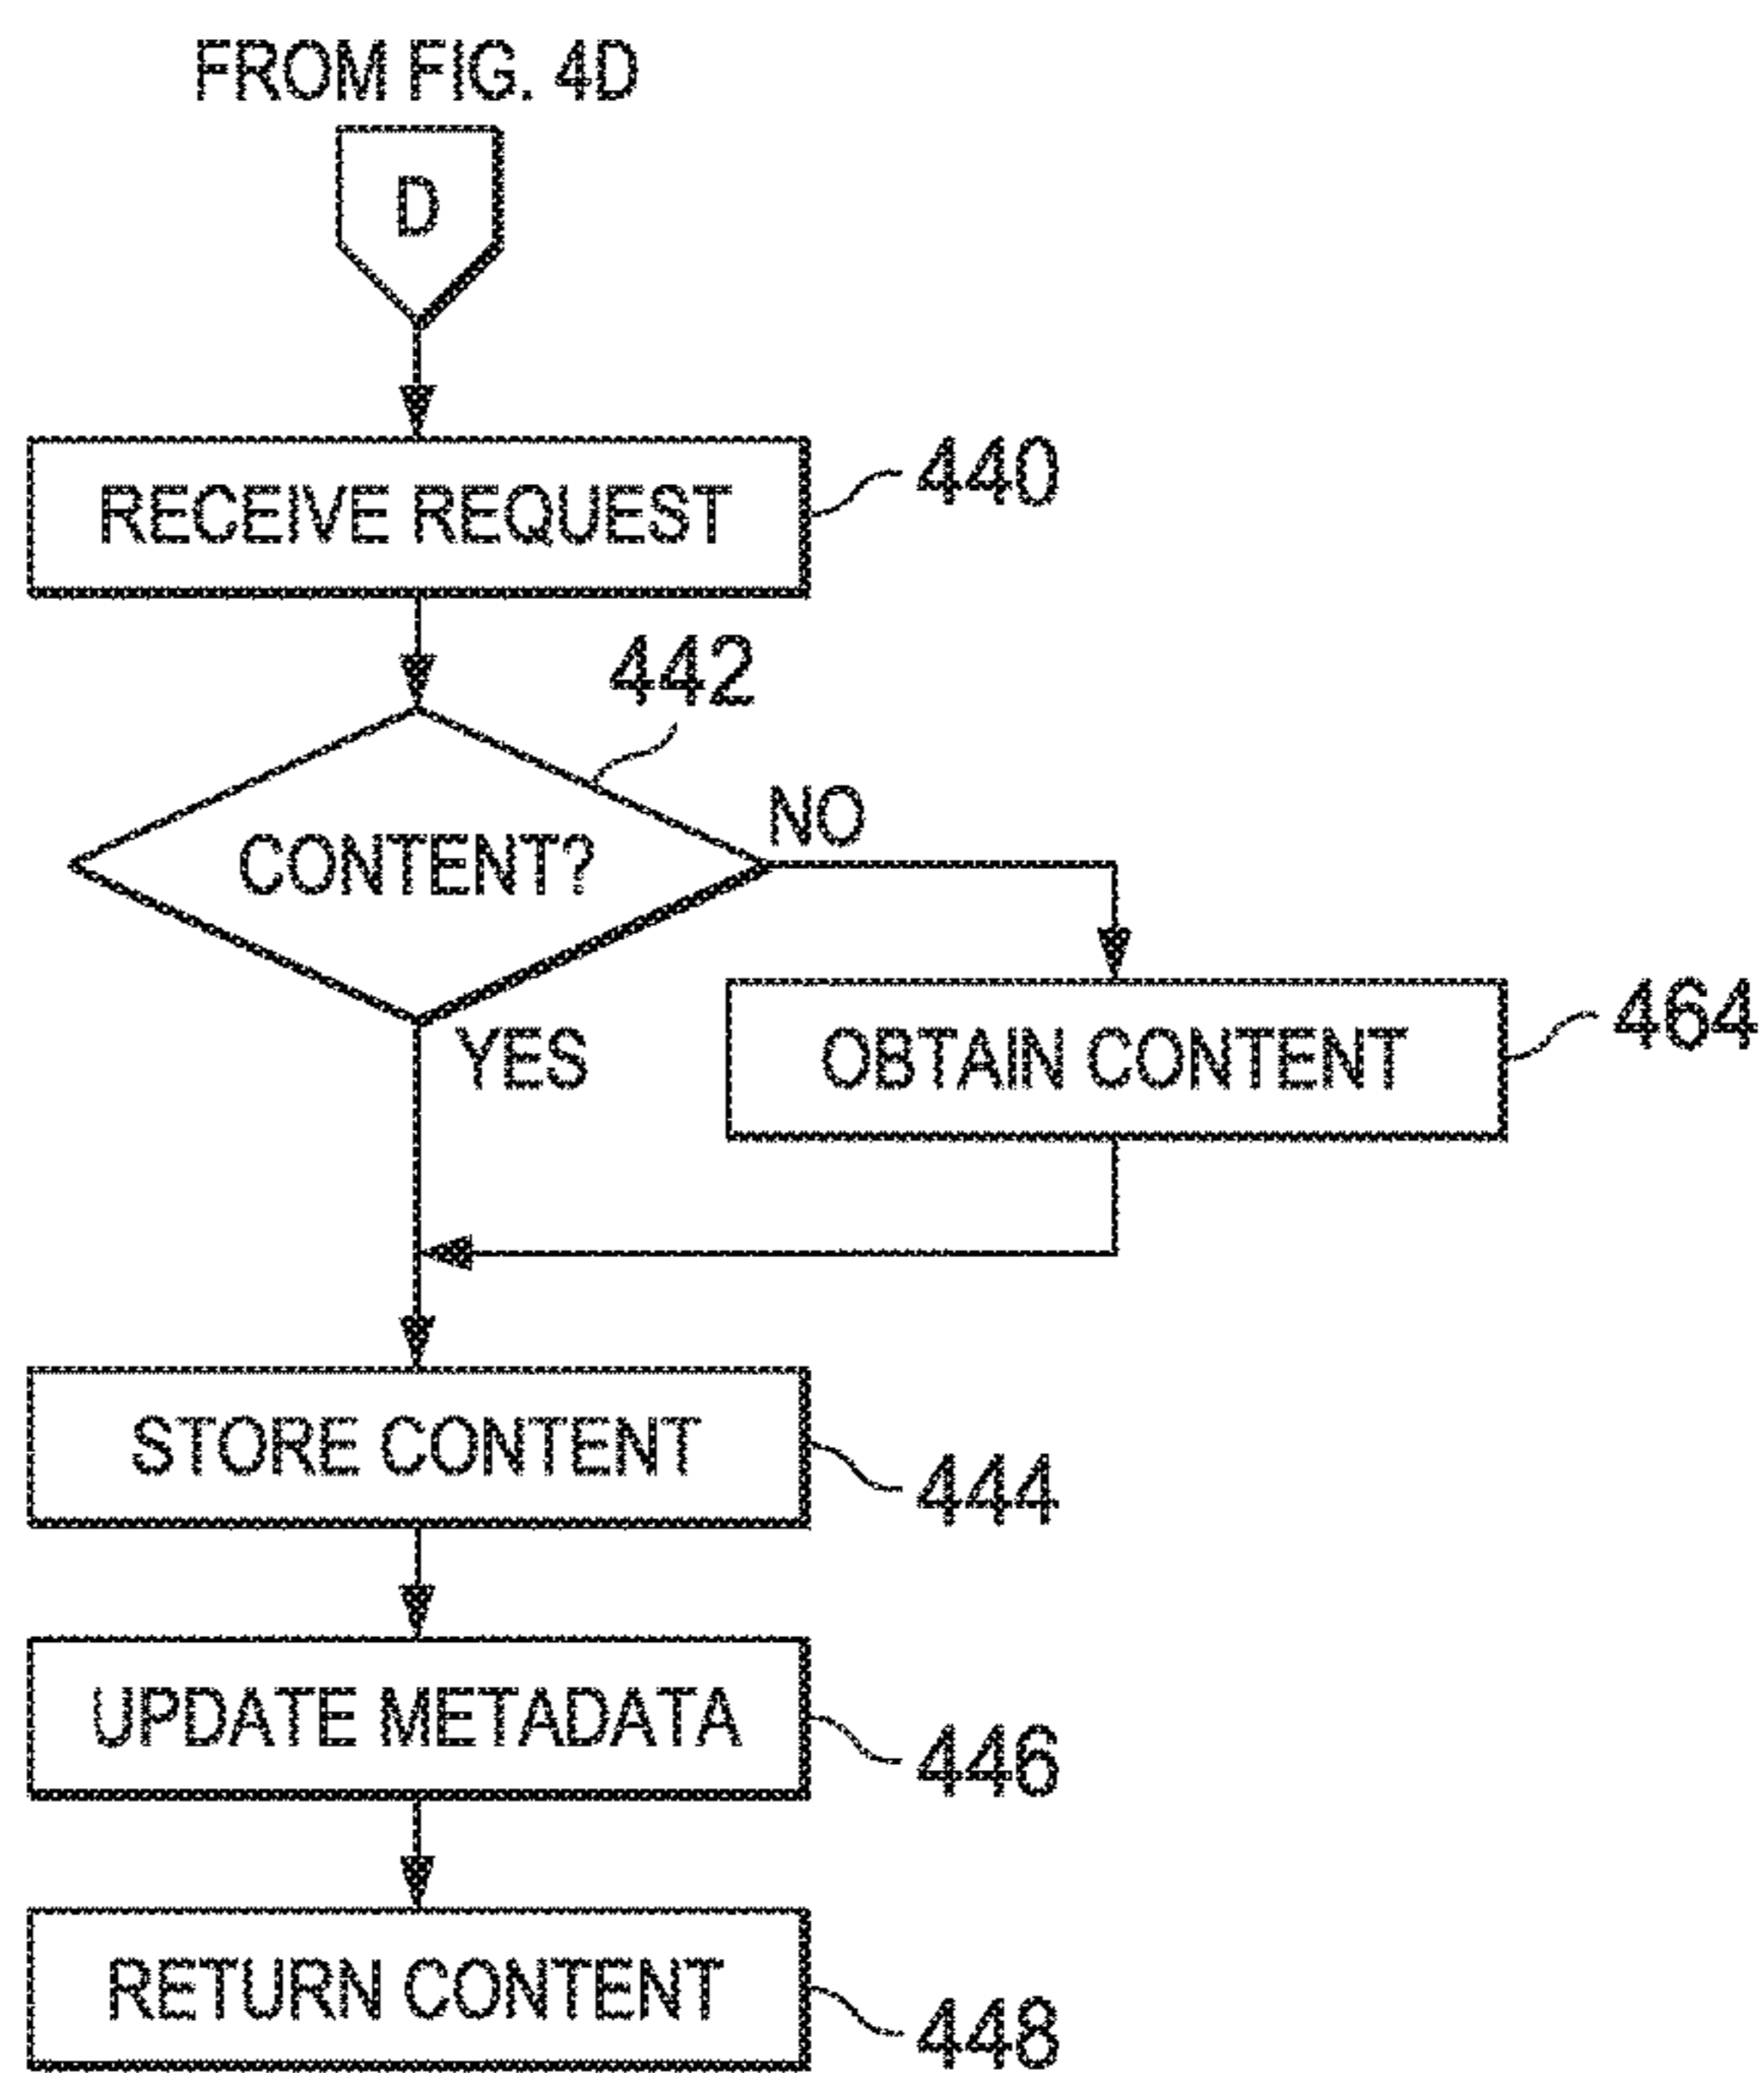 FROM FIG. 4D
D
RECEIVE REQUEST
440
442
CONTENT?
NO
YES
OBTAIN CONTENT
464
STORE CONTENT
444
UPDATE METADATA
446
RETURN CONTENT
448